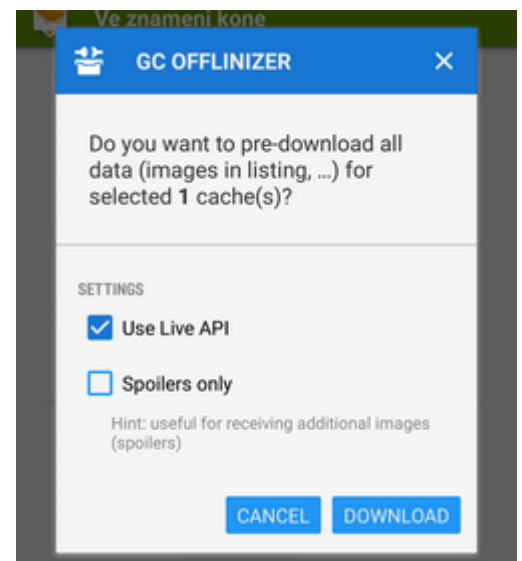 Ve znamení kone
GC OFFLINIZER
Do you want to pre-download all
data (images in listing, ...) for
selected 1 cache(s)?
SETTINGS
Use Live API
Spoilers only
Hint: useful for receiving additional images
(spoilers)
CANCEL
DOWNLOAD